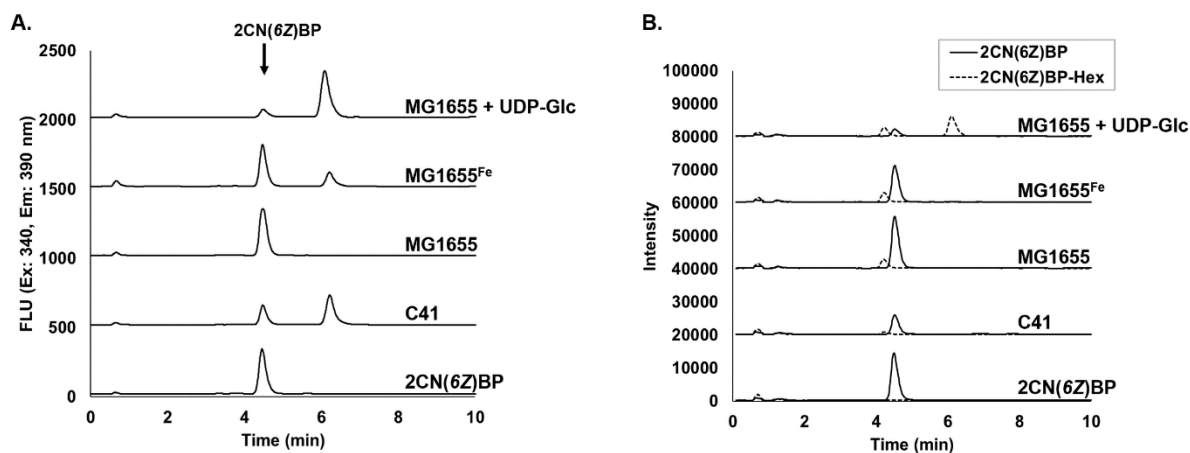 A.
2CN(6Z)BP
2500
2000
1500
1000
500
0
FLU (Ex: 340, Em: 390 nm)
MG1655 + UDP-Glc
MG1655Fe
MG1655
C41
2CN(6Z)BP
0 2 4 6 8 10
Time (min)
B.
2CN(6Z)BP
2CN(6Z)BP-Hex
100000
90000
80000
70000
60000
50000
40000
30000
20000
10000
0
Intensity
MG1655 + UDP-Glc
MG1655Fe
MG1655
C41
2CN(6Z)BP
0 2 4 6 8 10
Time (min)